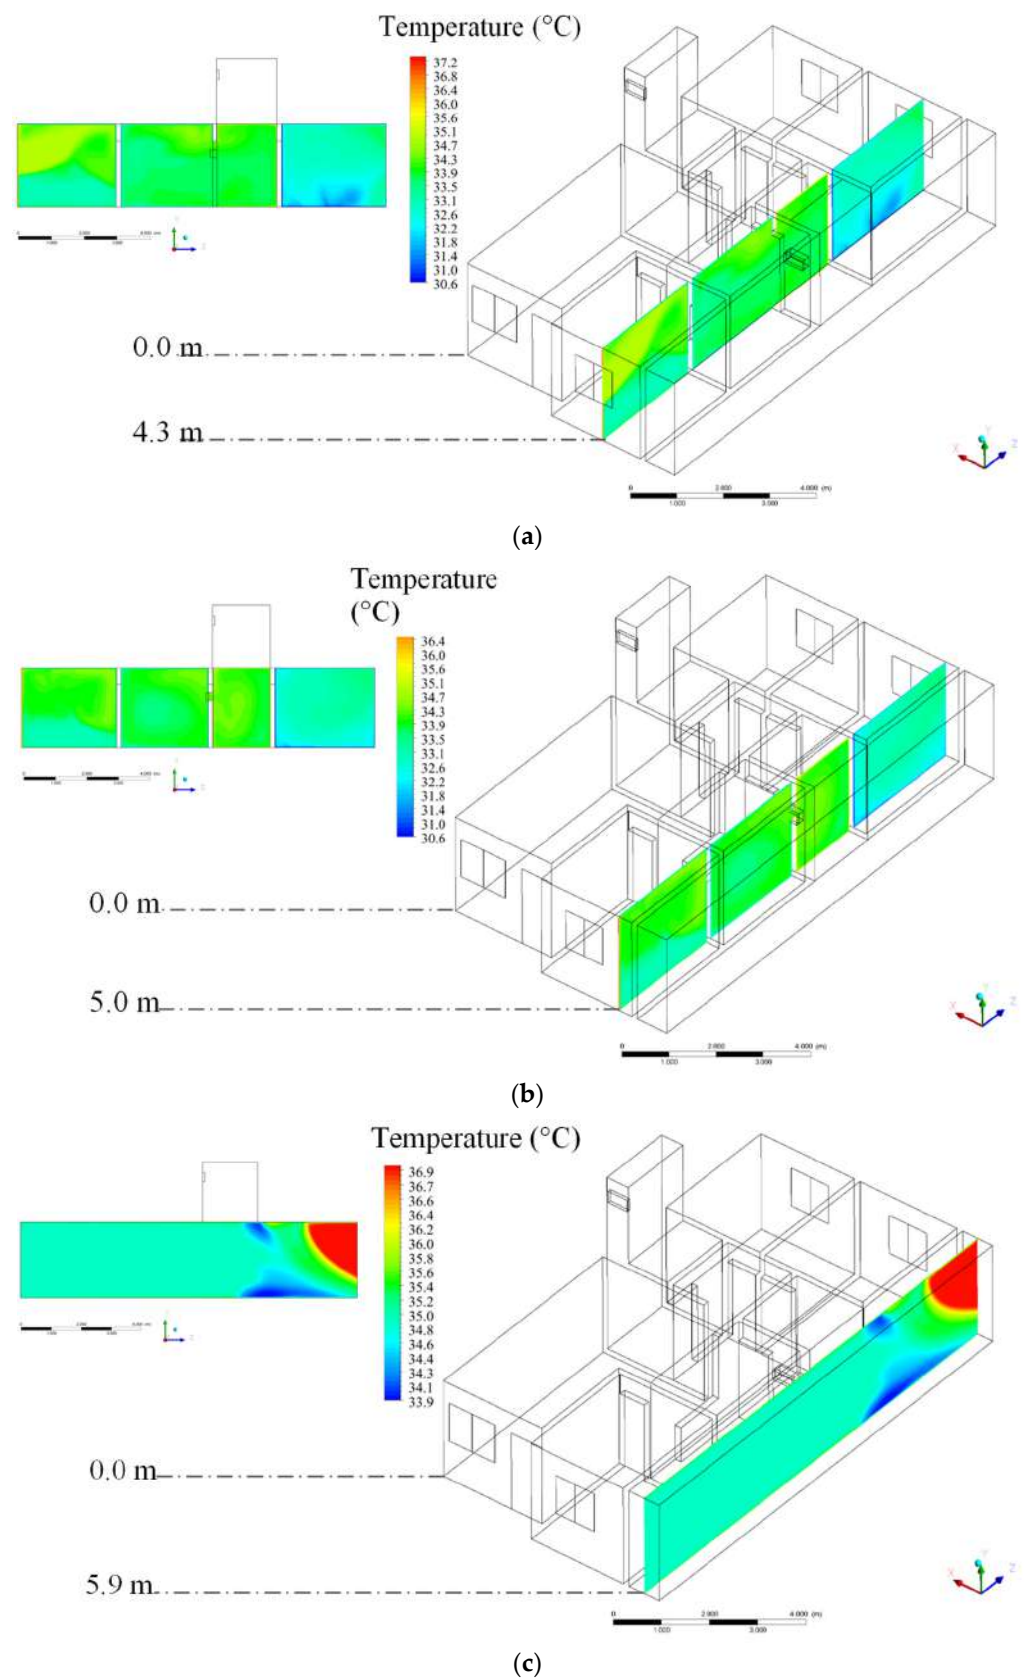 Temperature (°C)
37.2
36.8
36.4
36.0
35.6
35.1
34.7
34.3
33.9
33.5
33.1
32.6
32.2
31.8
31.4
31.0
30.6
0.0 m
4.3 m
0 2.000 4.000 (m)
1.000 3.000
X Y Z
(a)
Temperature
(°C)
36.4
36.0
35.6
35.1
34.7
34.3
33.9
33.5
33.1
32.6
32.2
31.8
31.4
31.0
30.6
0.0 m
5.0 m
0 2.000 4.000 (m)
1.000 3.000
X Y Z
(b)
Temperature (°C)
36.9
36.7
36.6
36.4
36.2
36.0
35.8
35.6
35.4
35.2
35.0
34.8
34.6
34.4
34.3
34.1
33.9
0.0 m
5.9 m
0 2.000 4.000 (m)
1.000 3.000
X Y Z
(c)